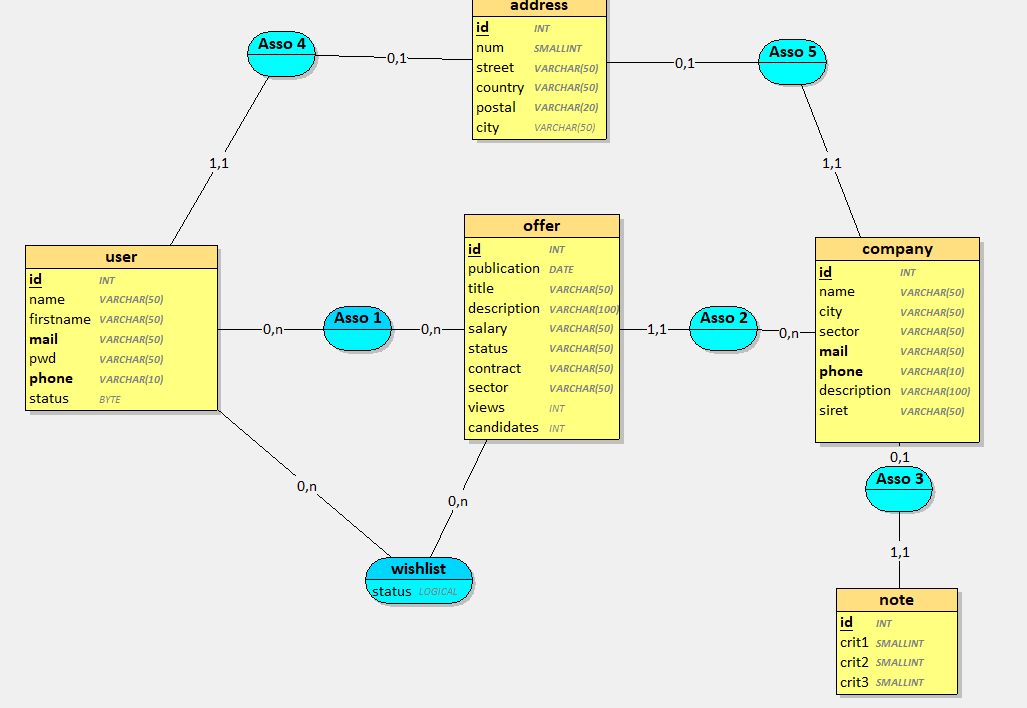 address
id INT
num SMALLINT
street VARCHAR(50)
country VARCHAR(50)
postal VARCHAR(20)
city VARCHAR(50)
Asso 4
0,1
0,1
Asso 5
1,1
1,1
user
id INT
name VARCHAR(50)
firstname VARCHAR(50)
mail VARCHAR(50)
pwd VARCHAR(50)
phone VARCHAR(10)
status BYTE
0,n
Asso 1
0,n
offer
id INT
publication DATE
title VARCHAR(50)
description VARCHAR(100)
salary VARCHAR(50)
status VARCHAR(50)
contract VARCHAR(50)
sector VARCHAR(50)
views INT
candidates INT
1,1
Asso 2
0,n
company
id INT
name VARCHAR(50)
city VARCHAR(50)
sector VARCHAR(50)
mail VARCHAR(50)
phone VARCHAR(10)
description VARCHAR(100)
siret VARCHAR(50)
0,1
Asso 3
1,1
0,n
0,n
wishlist
status LOGICAL
note
id INT
crit1 SMALLINT
crit2 SMALLINT
crit3 SMALLINT